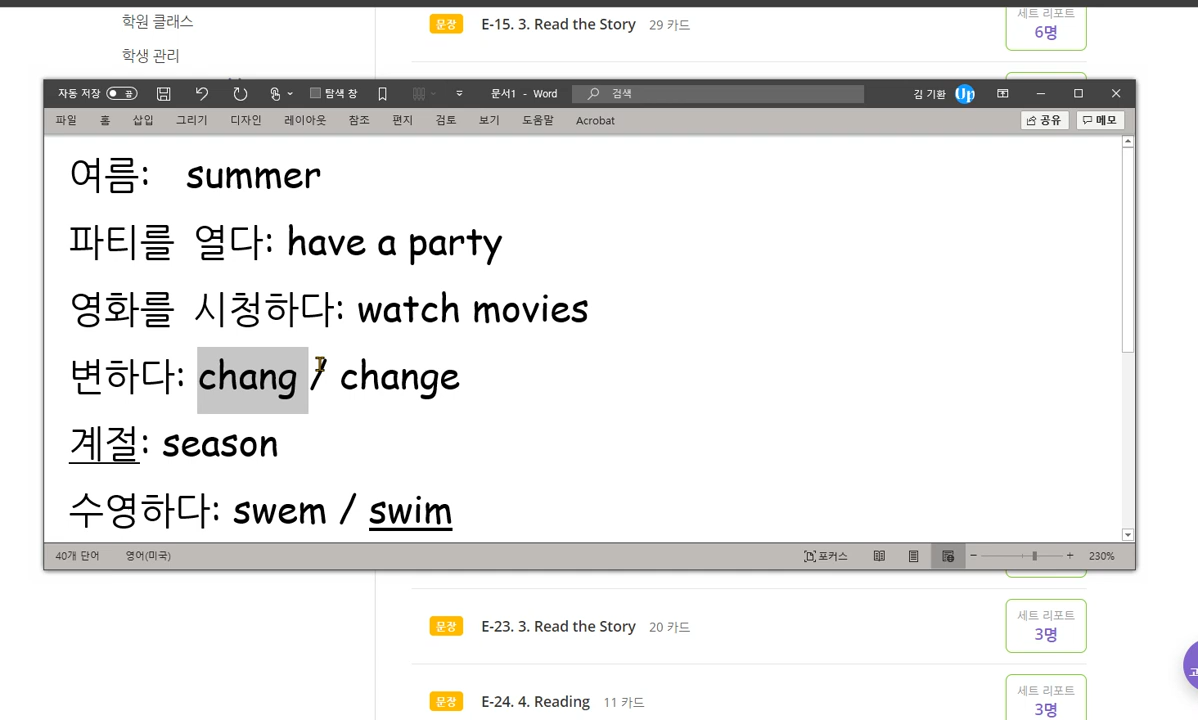 학원 클래스
학생 관리
문장 E-15. 3. Read the Story 29 카드
세트 리포트
6명
자동 저장 문서1 - Word 검색 김 기환 Up
탐색 창
파일 홈 삽입 그리기 디자인 레이아웃 참조 편지 검토 보기 도움말 Acrobat 공유 메모
여름: summer
파티를 열다: have a party
영화를 시청하다: watch movies
변하다: chang / change
계절: season
수영하다: swem / swim
40개 단어 영어(미국) 포커스 230%
문장 E-23. 3. Read the Story 20 카드
세트 리포트
3명
문장 E-24. 4. Reading 11 카드
세트 리포트
3명